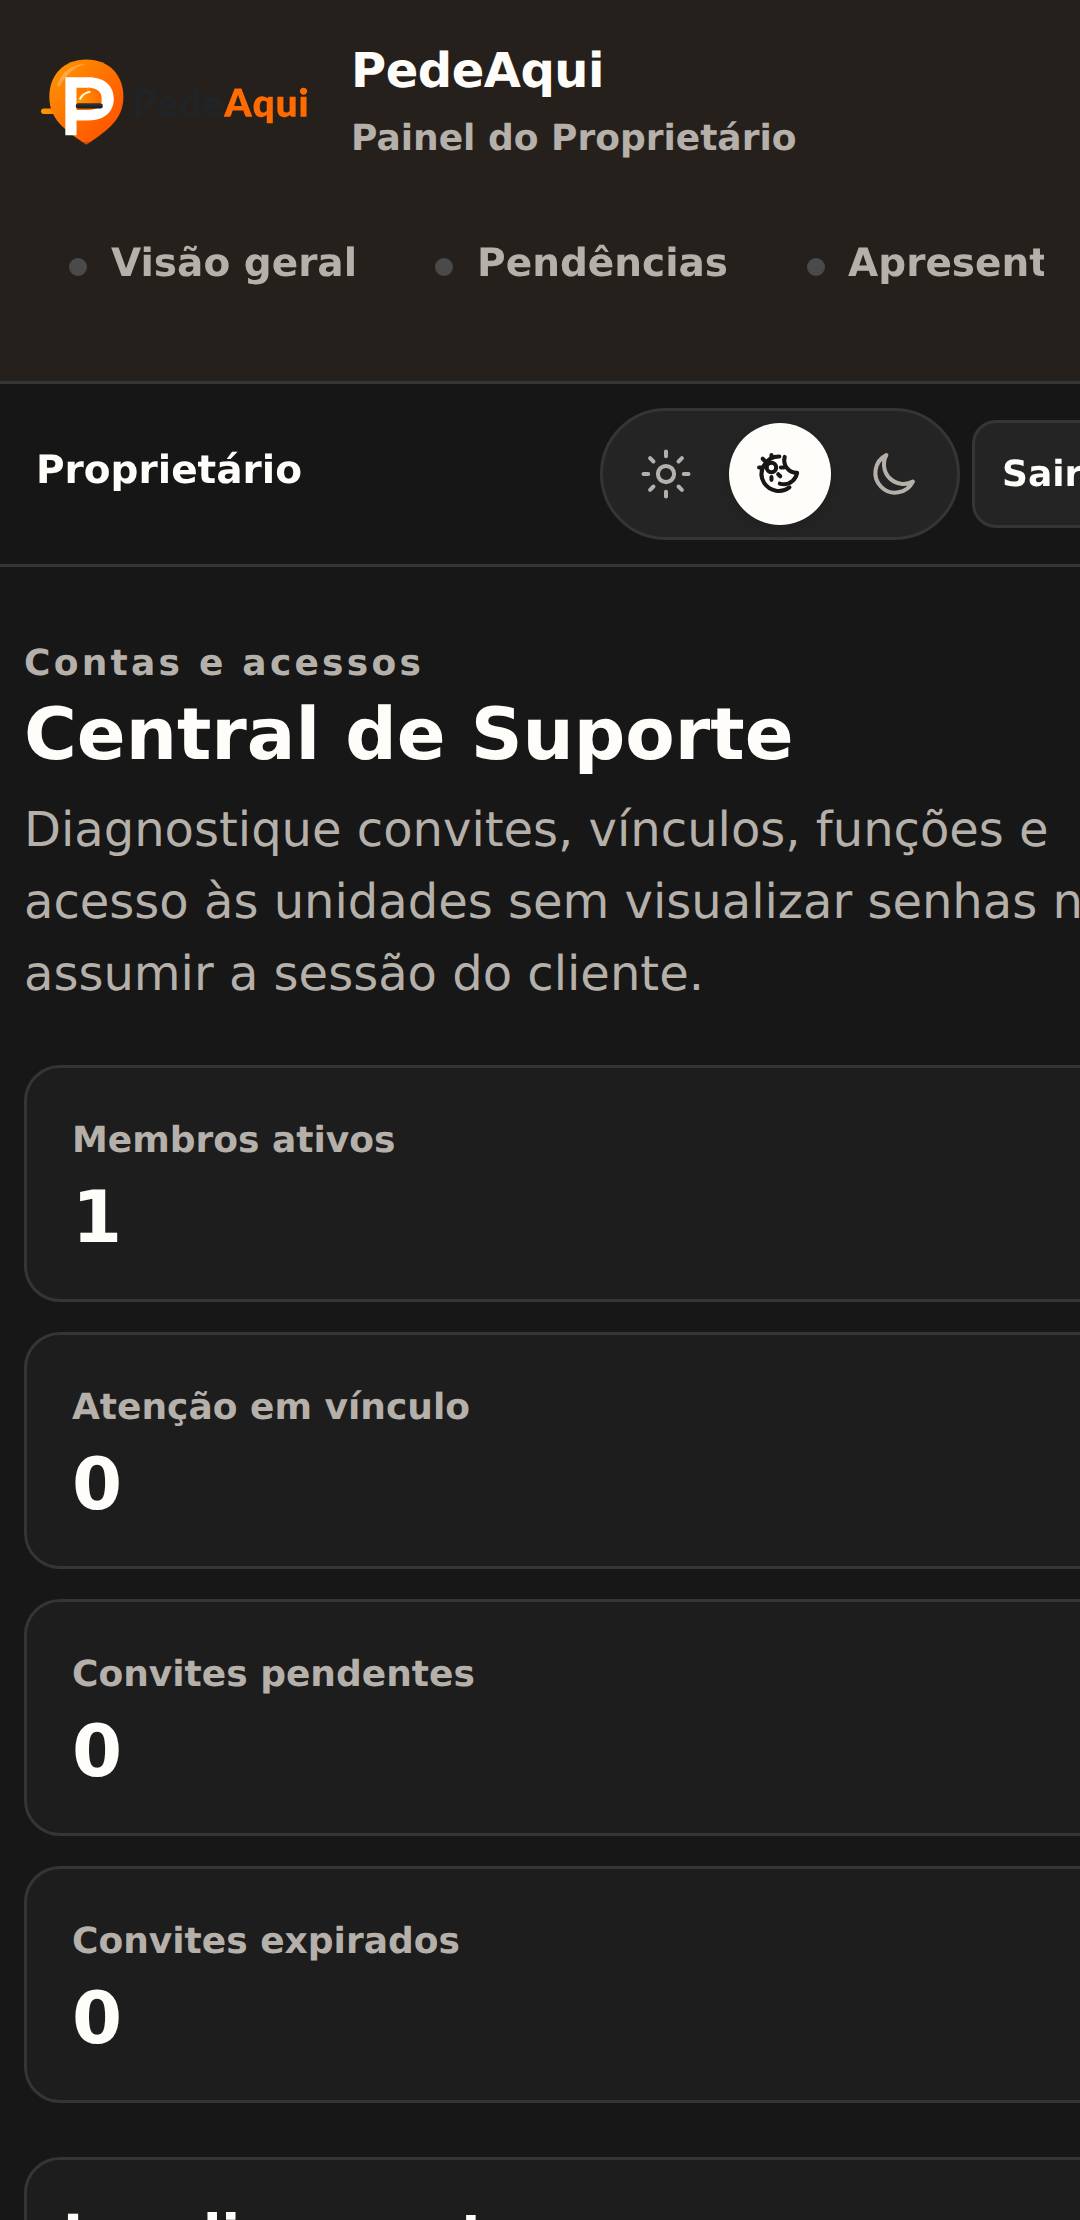 PedeAqui
PedeAqui
Painel do Proprietário
Visão geral
Pendências
Apresent
Proprietário
Sair
Contas e acessos
Central de Suporte
Diagnostique convites, vínculos, funções e
acesso às unidades sem visualizar senhas n
assumir a sessão do cliente.
Membros ativos
1
Atenção em vínculo
0
Convites pendentes
0
Convites expirados
0